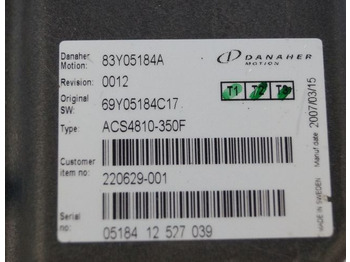 Danaher Motion: 83Y05184A
DANAHER
MOTION
Revision: 0012
T1 T2 T3
Original SW: 69Y05184C17
Type: ACS4810-350F
Customer item no: 220629-001
Serial no: 05184 12 527 039
Manuf date 2007/03/15
MADE IN SWEDEN